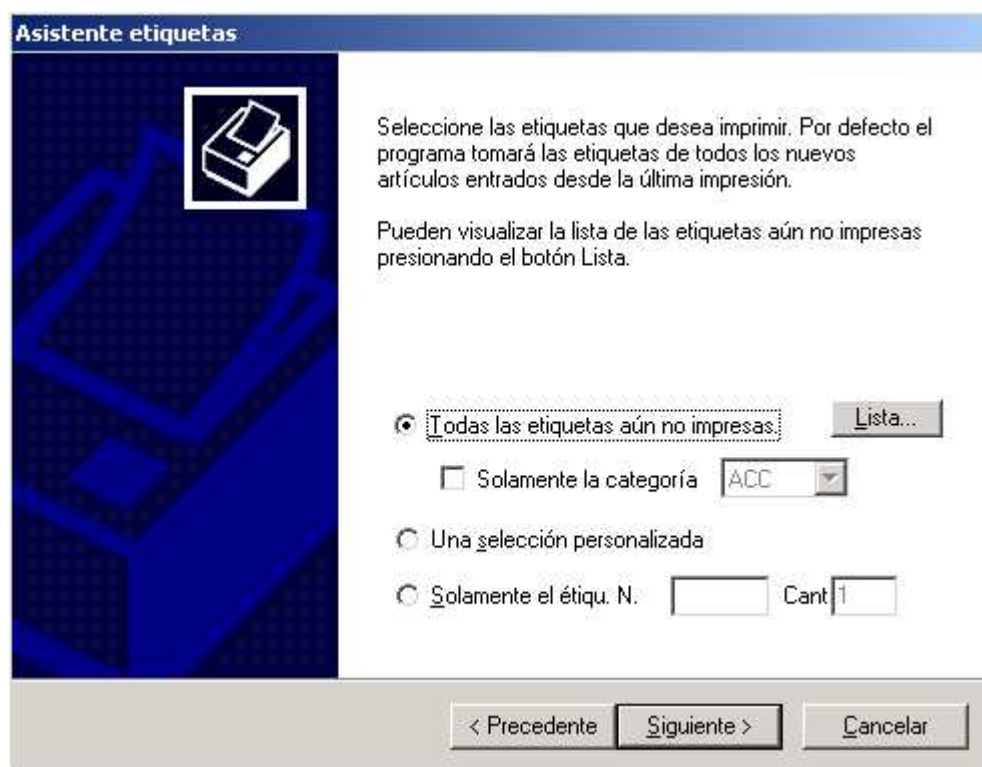 Asistente etiquetas
Seleccione las etiquetas que desea imprimir. Por defecto el
programa tomará las etiquetas de todos los nuevos
artículos entrados desde la última impresión.
Pueden visualizar la lista de las etiquetas aún no impresas
presionando el botón Lista.
Todas las etiquetas aún no impresas. Lista...
Solamente la categoría ACC
Una selección personalizada
Solamente el étiqu. N. Cant 1
< Precedente Siguiente > Cancelar